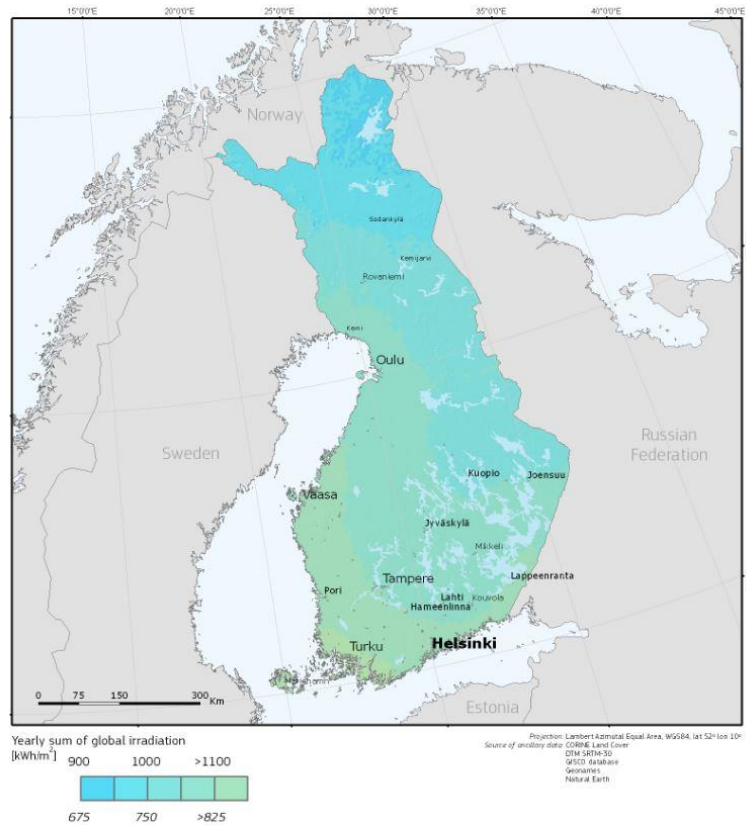 15°0'0"E 20°0'0"E 25°0'0"E 30°0'0"E 35°0'0"E 40°0'0"E 45°0'0"E
Norway
Sodankylä
Kemijarvi
Rovaniemi
Kemi
Oulu
Sweden
Russian
Federation
Kuopio
Joensuu
Vaasa
Jyväskylä
Mikkeli
Tampere
Lappeenranta
Pori
Lahti
Kouvola
Hameenlinna
Helsinki
Turku
Mariehamn
Estonia
0 75 150 300
Km
Yearly sum of global irradiation
[kWh/m²]
900 1000 >1100
675 750 >825
Projection: Lambert Azimutal Equal Area, WGS84, lat 52º lon 10º
Source of ancillary data: CORINE Land Cover
DTM SRTM-30
GISCO database
Geonames
Natural Earth